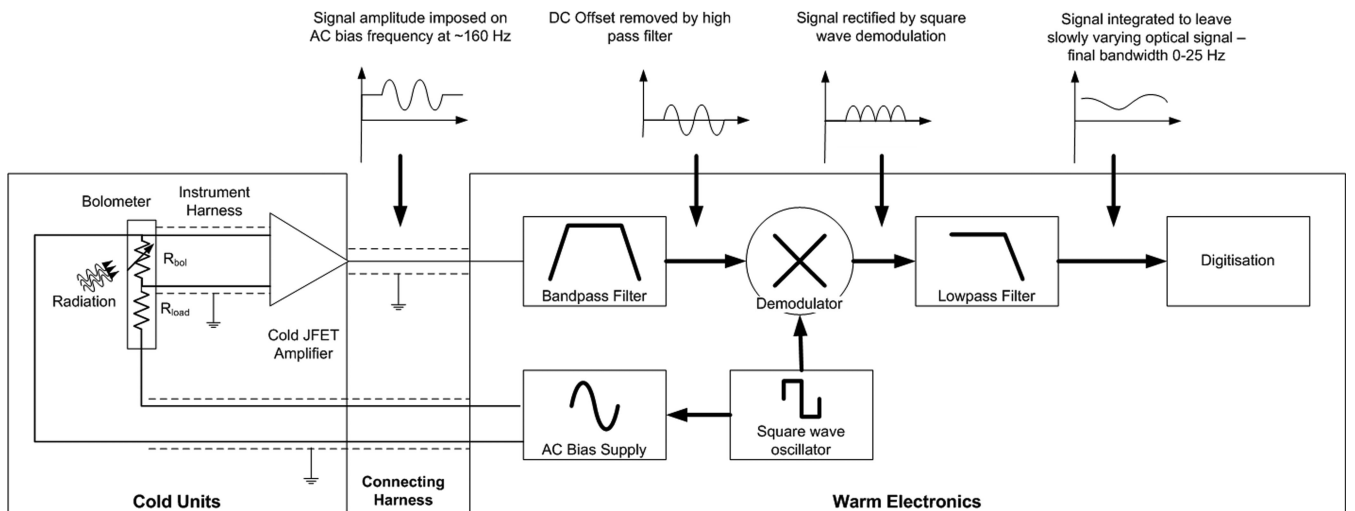 Signal amplitude imposed on
AC bias frequency at ~160 Hz
DC Offset removed by high
pass filter
Signal rectified by square
wave demodulation
Signal integrated to leave
slowly varying optical signal –
final bandwidth 0-25 Hz
Bolometer
Instrument
Harness
Rbol
Radiation
Rload
Cold JFET
Amplifier
Bandpass Filter
Demodulator
Lowpass Filter
Digitisation
AC Bias Supply
Square wave
oscillator
Cold Units
Connecting
Harness
Warm Electronics